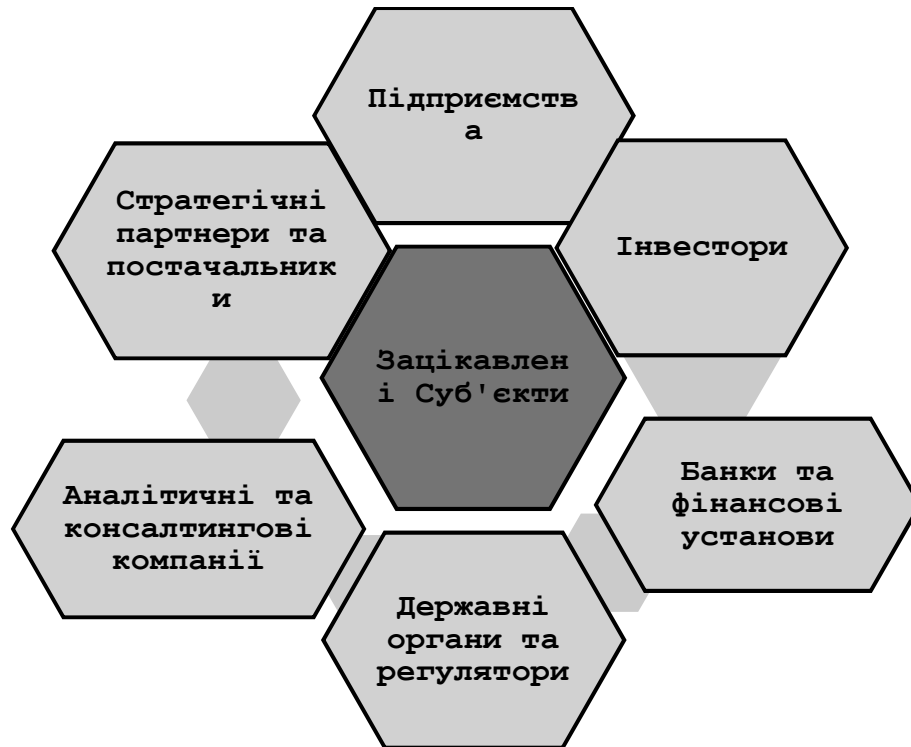 Підприємств
а
Стратегічні
партнери та
постачальник
и
Інвестори
Зацікавлен
і Суб'єкти
Аналітичні та
консалтингові
компанії
Банки та
фінансові
установи
Державні
органи та
регулятори